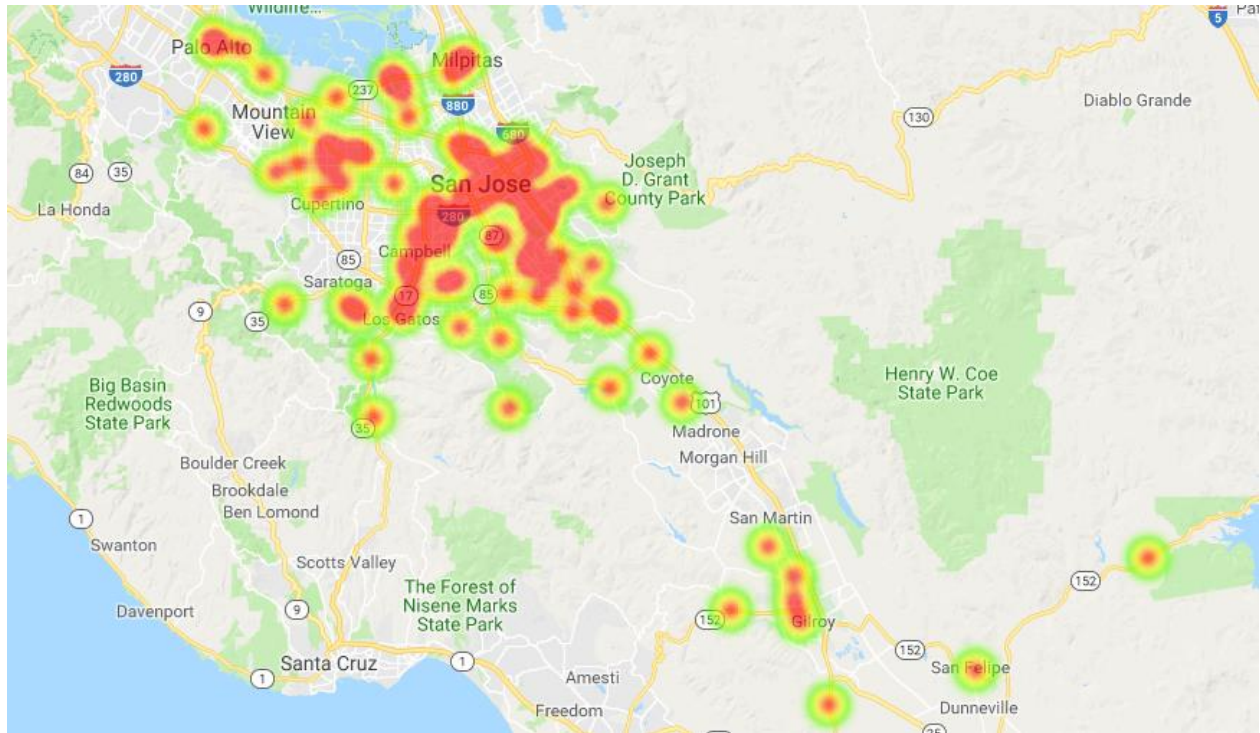 Wildlife...
5
Palo Alto
Milpitas
280
237
880
Mountain
View
680
130
Diablo Grande
84
35
Joseph
D. Grant
County Park
San Jose
La Honda
Cupertino
280
87
Campbell
85
Saratoga
17
85
9
35
Los Gatos
Big Basin
Redwoods
State Park
Coyote
Henry W. Coe
State Park
101
35
Madrone
Morgan Hill
Boulder Creek
Brookdale
Ben Lomond
1
San Martin
Swanton
Scotts Valley
The Forest of
Nisene Marks
State Park
152
Davenport
9
152
Gilroy
152
Santa Cruz
1
1
San Felipe
Amesti
Freedom
Dunneville
25